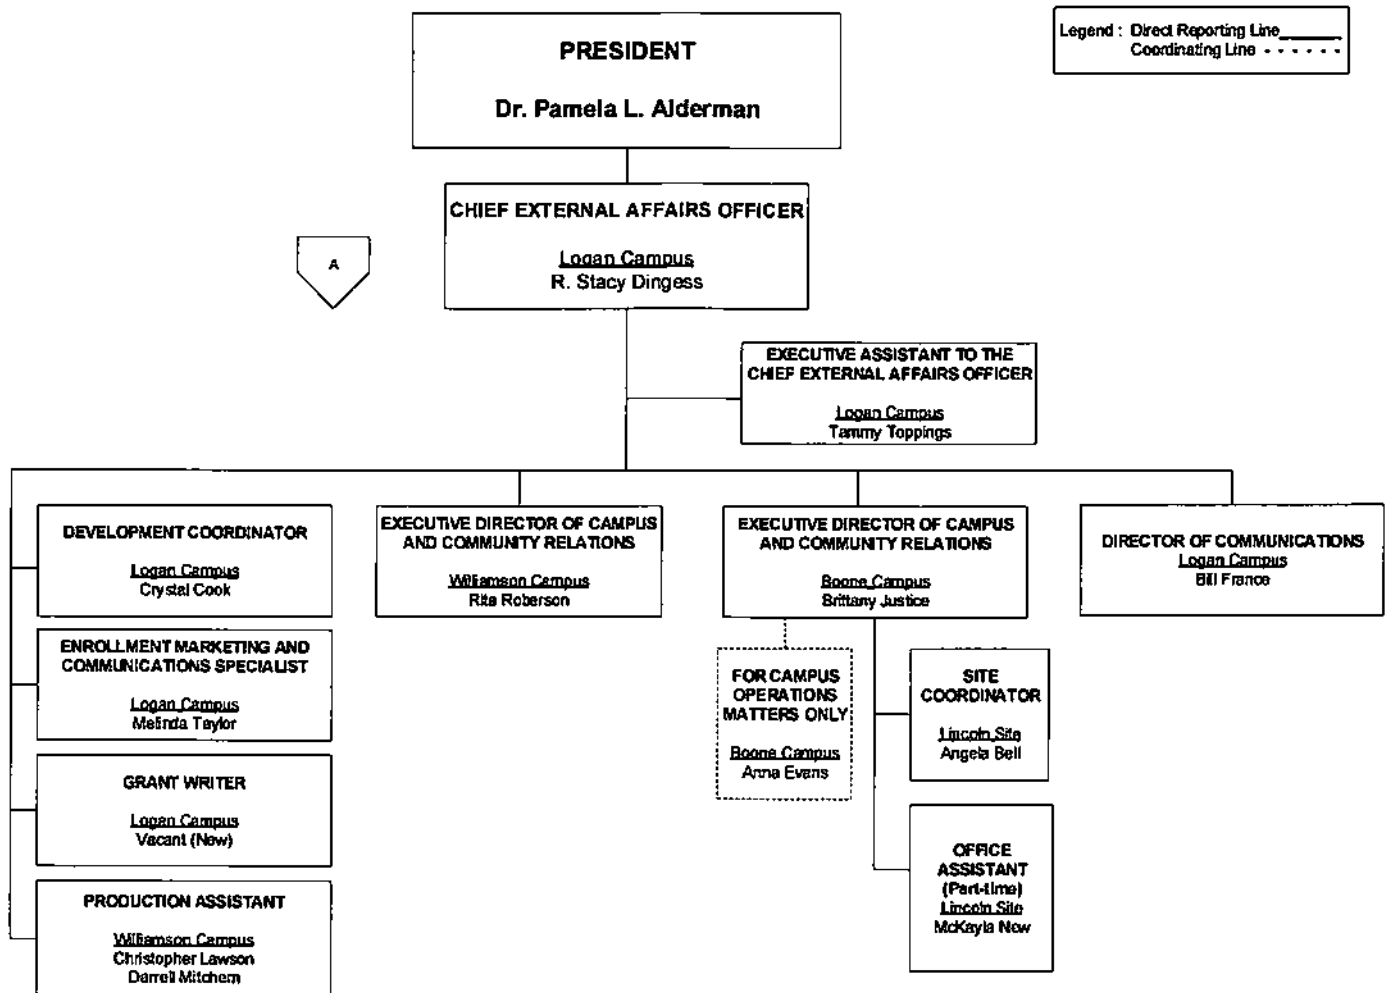 PRESIDENT
Dr. Pamela L. Alderman
Legend : Direct Reporting Line
Coordinating Line
CHIEF EXTERNAL AFFAIRS OFFICER
Logan Campus
R. Stacy Dingess
A
EXECUTIVE ASSISTANT TO THE
CHIEF EXTERNAL AFFAIRS OFFICER
Logan Campus
Tammy Toppings
DEVELOPMENT COORDINATOR
Logan Campus
Crystal Cook
EXECUTIVE DIRECTOR OF CAMPUS
AND COMMUNITY RELATIONS
Williamson Campus
Rita Roberson
EXECUTIVE DIRECTOR OF CAMPUS
AND COMMUNITY RELATIONS
Boone Campus
Brittany Justice
DIRECTOR OF COMMUNICATIONS
Logan Campus
Bill France
ENROLLMENT MARKETING AND
COMMUNICATIONS SPECIALIST
Logan Campus
Melinda Taylor
FOR CAMPUS
OPERATIONS
MATTERS ONLY
Boone Campus
Anna Evans
SITE
COORDINATOR
Lincoln Site
Angela Bell
GRANT WRITER
Logan Campus
Vacant (New)
OFFICE
ASSISTANT
(Part-time)
Lincoln Site
McKayla New
PRODUCTION ASSISTANT
Williamson Campus
Christopher Lawson
Darrell Mitchem